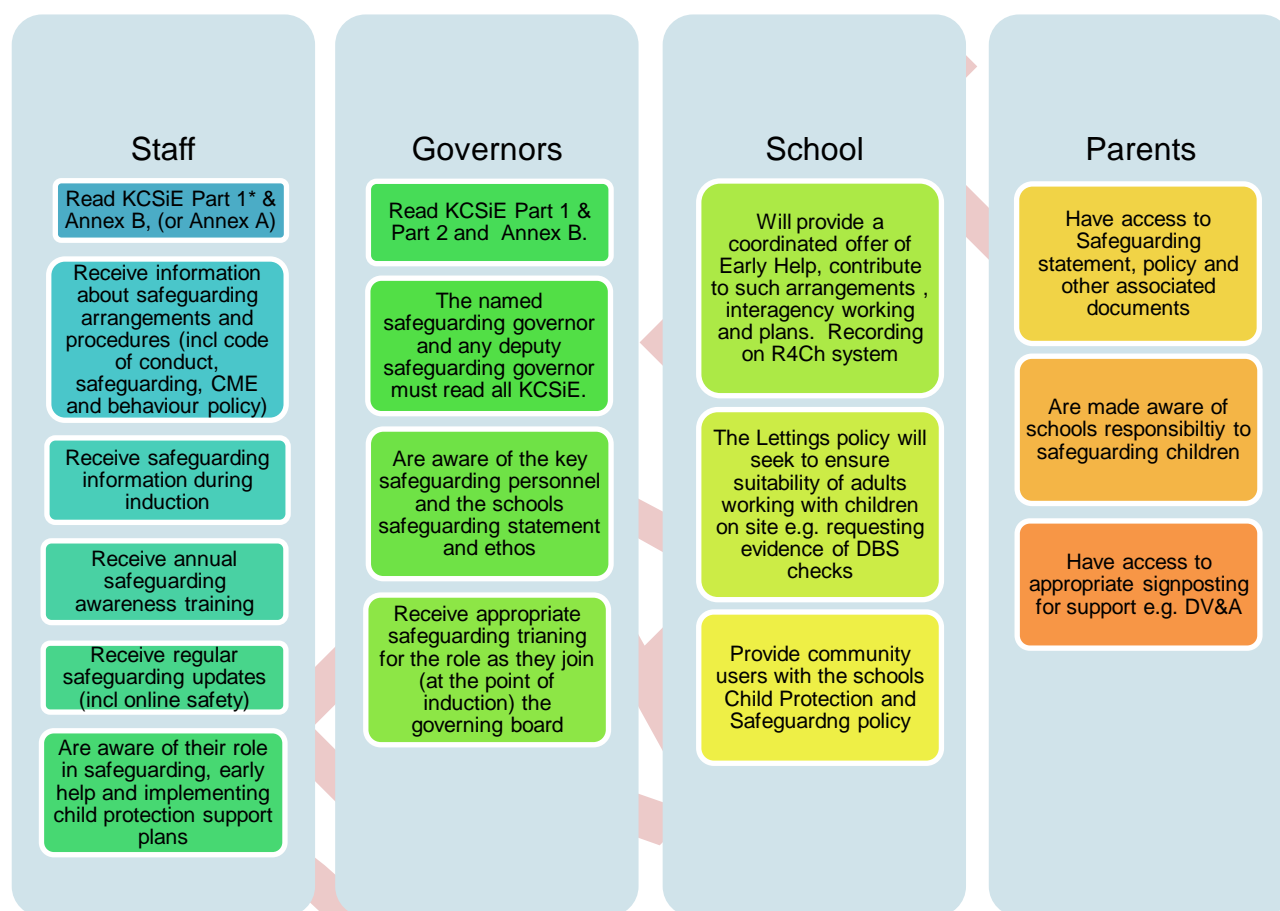 Staff
Read KCSiE Part 1* &
Annex B, (or Annex A)
Receive information
about safeguarding
arrangements and
procedures (incl code
of conduct,
safeguarding, CME
and behaviour policy)
Receive safeguarding
information during
induction
Receive annual
safeguarding
awareness training
Receive regular
safeguarding updates
(incl online safety)
Are aware of their role
in safeguarding, early
help and implementing
child protection support
plans
Governors
Read KCSiE Part 1 &
Part 2 and Annex B.
The named
safeguarding governor
and any deputy
safeguarding governor
must read all KCSiE.
Are aware of the key
safeguarding personnel
and the schools
safeguarding statement
and ethos
Receive appropriate
safeguarding trianing
for the role as they join
(at the point of
induction) the
governing board
School
Will provide a
coordinated offer of
Early Help, contribute
to such arrangements ,
interagency working
and plans. Recording
on R4Ch system
The Lettings policy will
seek to ensure
suitability of adults
working with children
on site e.g. requesting
evidence of DBS
checks
Provide community
users with the schools
Child Protection and
Safeguardng policy
Parents
Have access to
Safeguarding
statement, policy and
other associated
documents
Are made aware of
schools responsibiltiy to
safeguarding children
Have access to
appropriate signposting
for support e.g. DV&A